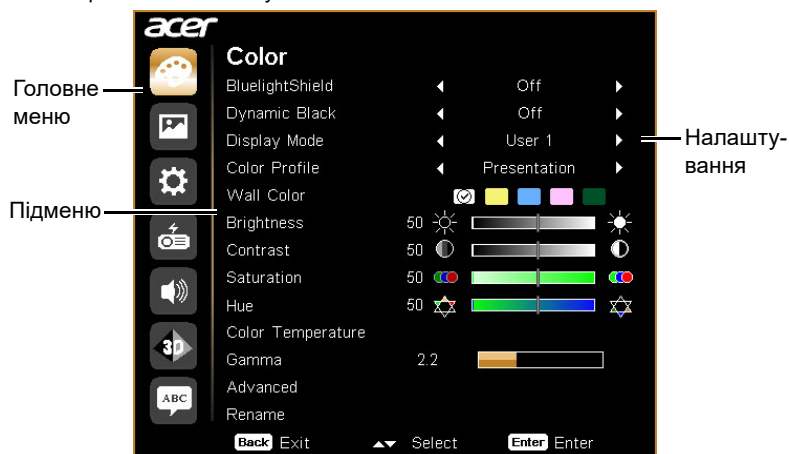 acer
Color
BluelightShield Off
Dynamic Black Off
Display Mode User 1
Color Profile Presentation
Wall Color
Brightness 50
Contrast 50
Saturation 50
Hue 50
Color Temperature
Gamma 2.2
Advanced
Rename
Back Exit Select Enter Enter
3D
ABC
Головне
меню
Підменю
Налашту-
вання